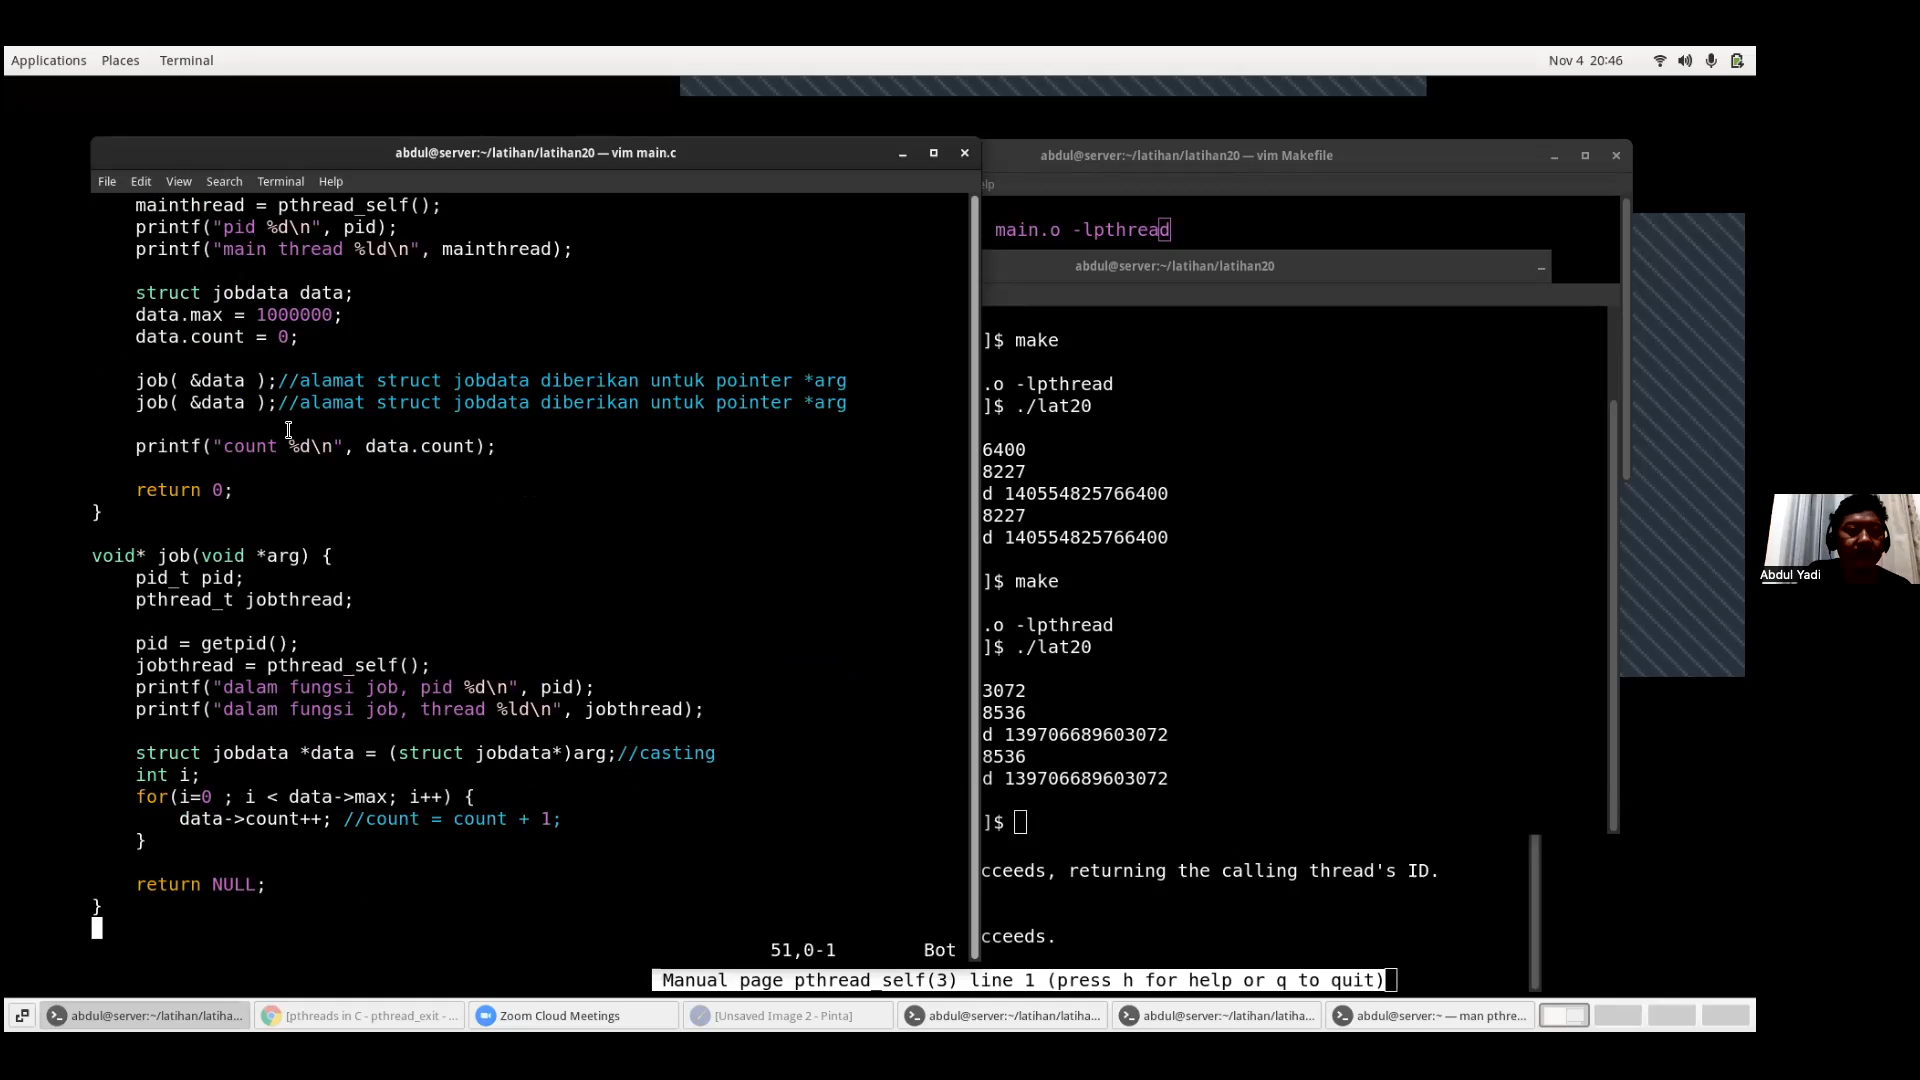 Applications Places Terminal
Nov 4 20:46
abdul@server:~/latihan/latihan20 — vim main.c
File Edit View Search Terminal Help
mainthread = pthread_self();
printf("pid %d\n", pid);
printf("main thread %ld\n", mainthread);
struct jobdata data;
data.max = 1000000;
data.count = 0;
job( &data );//alamat struct jobdata diberikan untuk pointer *arg
job( &data );//alamat struct jobdata diberikan untuk pointer *arg
printf("count %d\n", data.count);
return 0;
}
void* job(void *arg) {
pid_t pid;
pthread_t jobthread;
pid = getpid();
jobthread = pthread_self();
printf("dalam fungsi job, pid %d\n", pid);
printf("dalam fungsi job, thread %ld\n", jobthread);
struct jobdata *data = (struct jobdata*)arg;//casting
int i;
for(i=0 ; i < data->max; i++) {
data->count++; //count = count + 1;
}
return NULL;
}
51,0-1 Bot
abdul@server:~/latihan/latihan20 — vim Makefile
elp
main.o -lpthread
abdul@server:~/latihan/latihan20
]$ make
.o -lpthread
]$ ./lat20
6400
8227
d 140554825766400
8227
d 140554825766400
]$ make
.o -lpthread
]$ ./lat20
3072
8536
d 139706689603072
8536
d 139706689603072
]$
cceeds, returning the calling thread's ID.
cceeds.
Manual page pthread_self(3) line 1 (press h for help or q to quit)
Abdul Yadi
abdul@server:~/latihan/latiha...
[pthreads in C - pthread_exit - ...
Zoom Cloud Meetings
[Unsaved Image 2 - Pinta]
abdul@server:~/latihan/latiha...
abdul@server:~/latihan/latiha...
abdul@server:~ — man pthre...